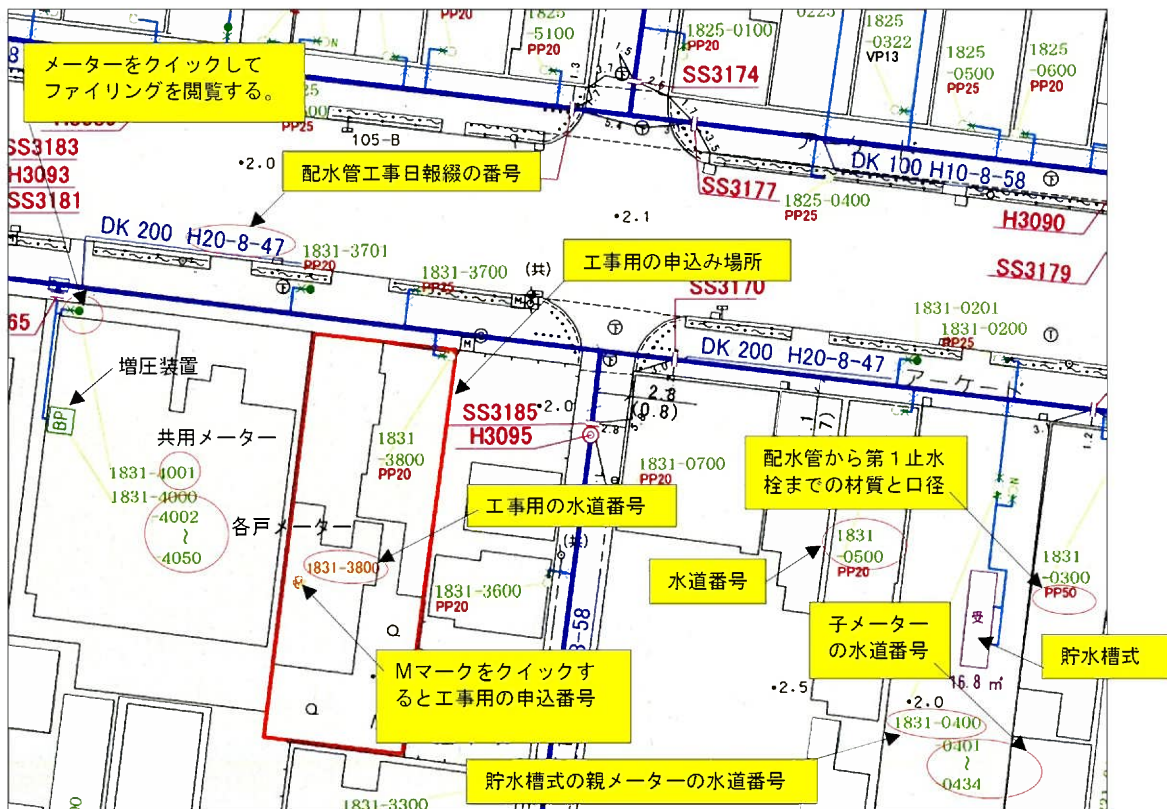 PP20
1825
-5100
PP20
1825-0100
PP20
SS3174
0225
1825
-0322
VP13
1825
-0500
PP25
1825
-0600
PP20
メーターをクイックして
ファイリングを閲覧する。
PP25
105-B
SS3183
H3093
SS3181
•2.0
配水管工事日報綴の番号
DK 100 H10-8-58
SS3177
1825-0400
PP25
•2.1
H3090
SS3179
DK 200 H20-8-47
1831-3701
PP20
1831-3700
PP25
(共)
工事用の申込み場所
SS3170
1831-0201
1831-0200
PP25
65
DK 200 H20-8-47
アーケード
増圧装置
BP
共用メーター
1831-4001
1831-4000
-4002
~
-4050
各戸メーター
SS3185
H3095
•2.0
2.8
(0.8)
2.8
1831
-3800
PP20
1831-0700
PP20
配水管から第1止水
栓までの材質と口径
工事用の水道番号
1831-3800
(共)
1831-3600
PP20
水道番号
1831
-0500
PP20
1831
-0300
PP50
子メーター
の水道番号
受
貯水槽式
16.8 ㎥
Mマークをクイックす
ると工事用の申込番号
•2.5
•2.0
1831-0400
-0401
~
0434
貯水槽式の親メーターの水道番号
1831-3300